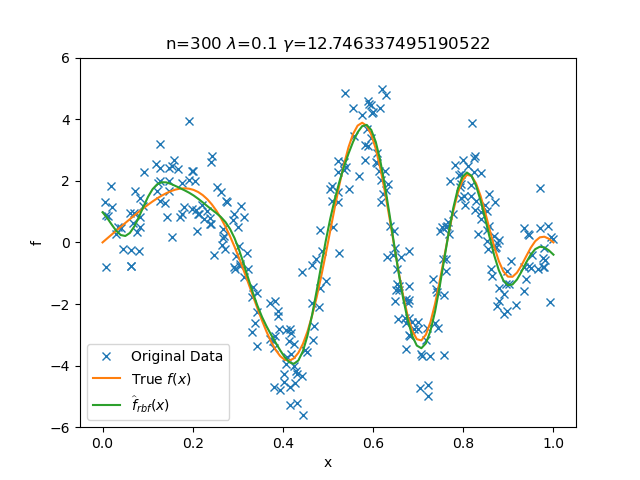 n=300 λ=0.1 γ=12.746337495190522
6
4
2
0
−2
−4
−6
f
Original Data
True f(x)
f̂_rbf(x)
0.0 0.2 0.4 0.6 0.8 1.0
x